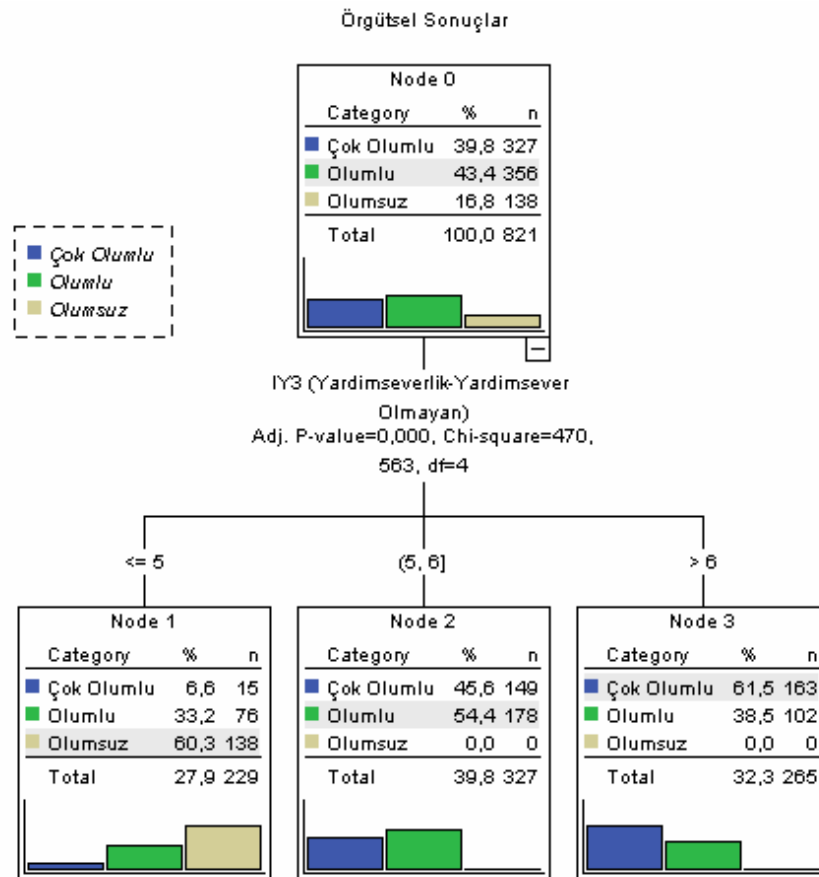 Örgütsel Sonuçlar
Node 0
Category % n
Çok Olumlu 39,8 327
Olumlu 43,4 356
Olumsuz 16,8 138
Total 100,0 821
Çok Olumlu
Olumlu
Olumsuz
IY3 (Yardimseverlik-Yardimsever
Olmayan)
Adj. P-value=0,000, Chi-square=470,
563, df=4
<= 5
(5, 6]
> 6
Node 1
Category % n
Çok Olumlu 6,6 15
Olumlu 33,2 76
Olumsuz 60,3 138
Total 27,9 229
Node 2
Category % n
Çok Olumlu 45,6 149
Olumlu 54,4 178
Olumsuz 0,0 0
Total 39,8 327
Node 3
Category % n
Çok Olumlu 61,5 163
Olumlu 38,5 102
Olumsuz 0,0 0
Total 32,3 265